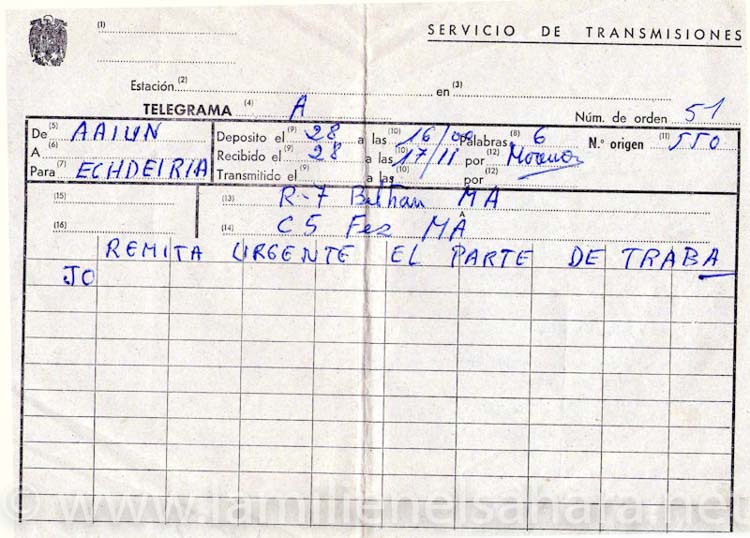 (1)
SERVICIO DE TRANSMISIONES
Estación (2) en (3)
TELEGRAMA (4) A Núm. de orden 51
De (5) AAIUN Deposito el (9) 28 a las (10) 16/00 Palabras (8) 6 N.º origen (11) 550
A (6) Recibido el (9) 28 a las (10) 17/11 por (12)
Para (7) ECHDEIRIA Transmitido el (9) a las (10) por (12)
(15) (13) R-7 Beltran MA
A
(16) (14) C5 Fez MA
REMITA URGENTE EL PARTE DE TRABA
JO
© www.lamilienelsahara.net